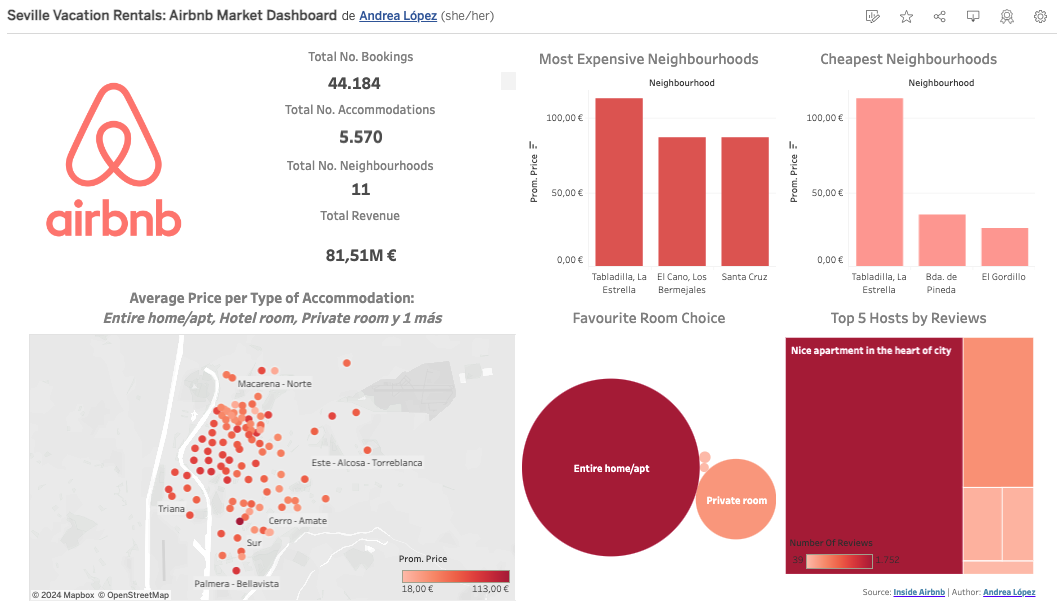 Seville Vacation Rentals: Airbnb Market Dashboard de Andrea López (she/her)
airbnb
Total No. Bookings
44.184
Total No. Accommodations
5.570
Total No. Neighbourhoods
11
Total Revenue
81,51M €
Most Expensive Neighbourhoods
Neighbourhood
Prom. Price
100,00 €
50,00 €
0,00 €
Tabladilla, La
Estrella
El Cano, Los
Bermejales
Santa Cruz
Cheapest Neighbourhoods
Neighbourhood
Prom. Price
100,00 €
50,00 €
0,00 €
Tabladilla, La
Estrella
Bda. de
Pineda
El Gordillo
Average Price per Type of Accommodation:
Entire home/apt, Hotel room, Private room y 1 más
Macarena - Norte
Este - Alcosa - Torreblanca
Triana
Cerro - Amate
Sur
Palmera - Bellavista
Prom. Price
18,00 €
113,00 €
© 2024 Mapbox © OpenStreetMap
Favourite Room Choice
Entire home/apt
Private room
Top 5 Hosts by Reviews
Nice apartment in the heart of city
Number Of Reviews
1.752
Source: Inside Airbnb | Author: Andrea López